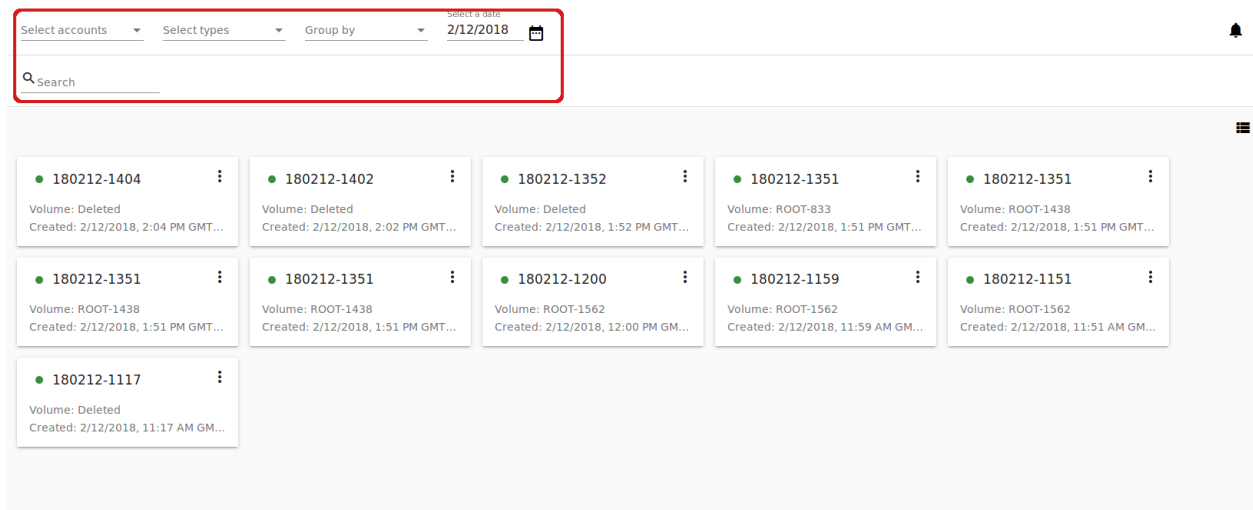 Select a date
Select accounts Select types Group by 2/12/2018
Search
180212-1404 180212-1402 180212-1352 180212-1351 180212-1351
Volume: Deleted Volume: Deleted Volume: Deleted Volume: ROOT-833 Volume: ROOT-1438
Created: 2/12/2018, 2:04 PM GMT... Created: 2/12/2018, 2:02 PM GMT... Created: 2/12/2018, 1:52 PM GMT... Created: 2/12/2018, 1:51 PM GMT... Created: 2/12/2018, 1:51 PM GMT...
180212-1351 180212-1351 180212-1200 180212-1159 180212-1151
Volume: ROOT-1438 Volume: ROOT-1438 Volume: ROOT-1562 Volume: ROOT-1562 Volume: ROOT-1562
Created: 2/12/2018, 1:51 PM GMT... Created: 2/12/2018, 1:51 PM GMT... Created: 2/12/2018, 12:00 PM GM... Created: 2/12/2018, 11:59 AM GM... Created: 2/12/2018, 11:51 AM GM...
180212-1117
Volume: Deleted
Created: 2/12/2018, 11:17 AM GM...